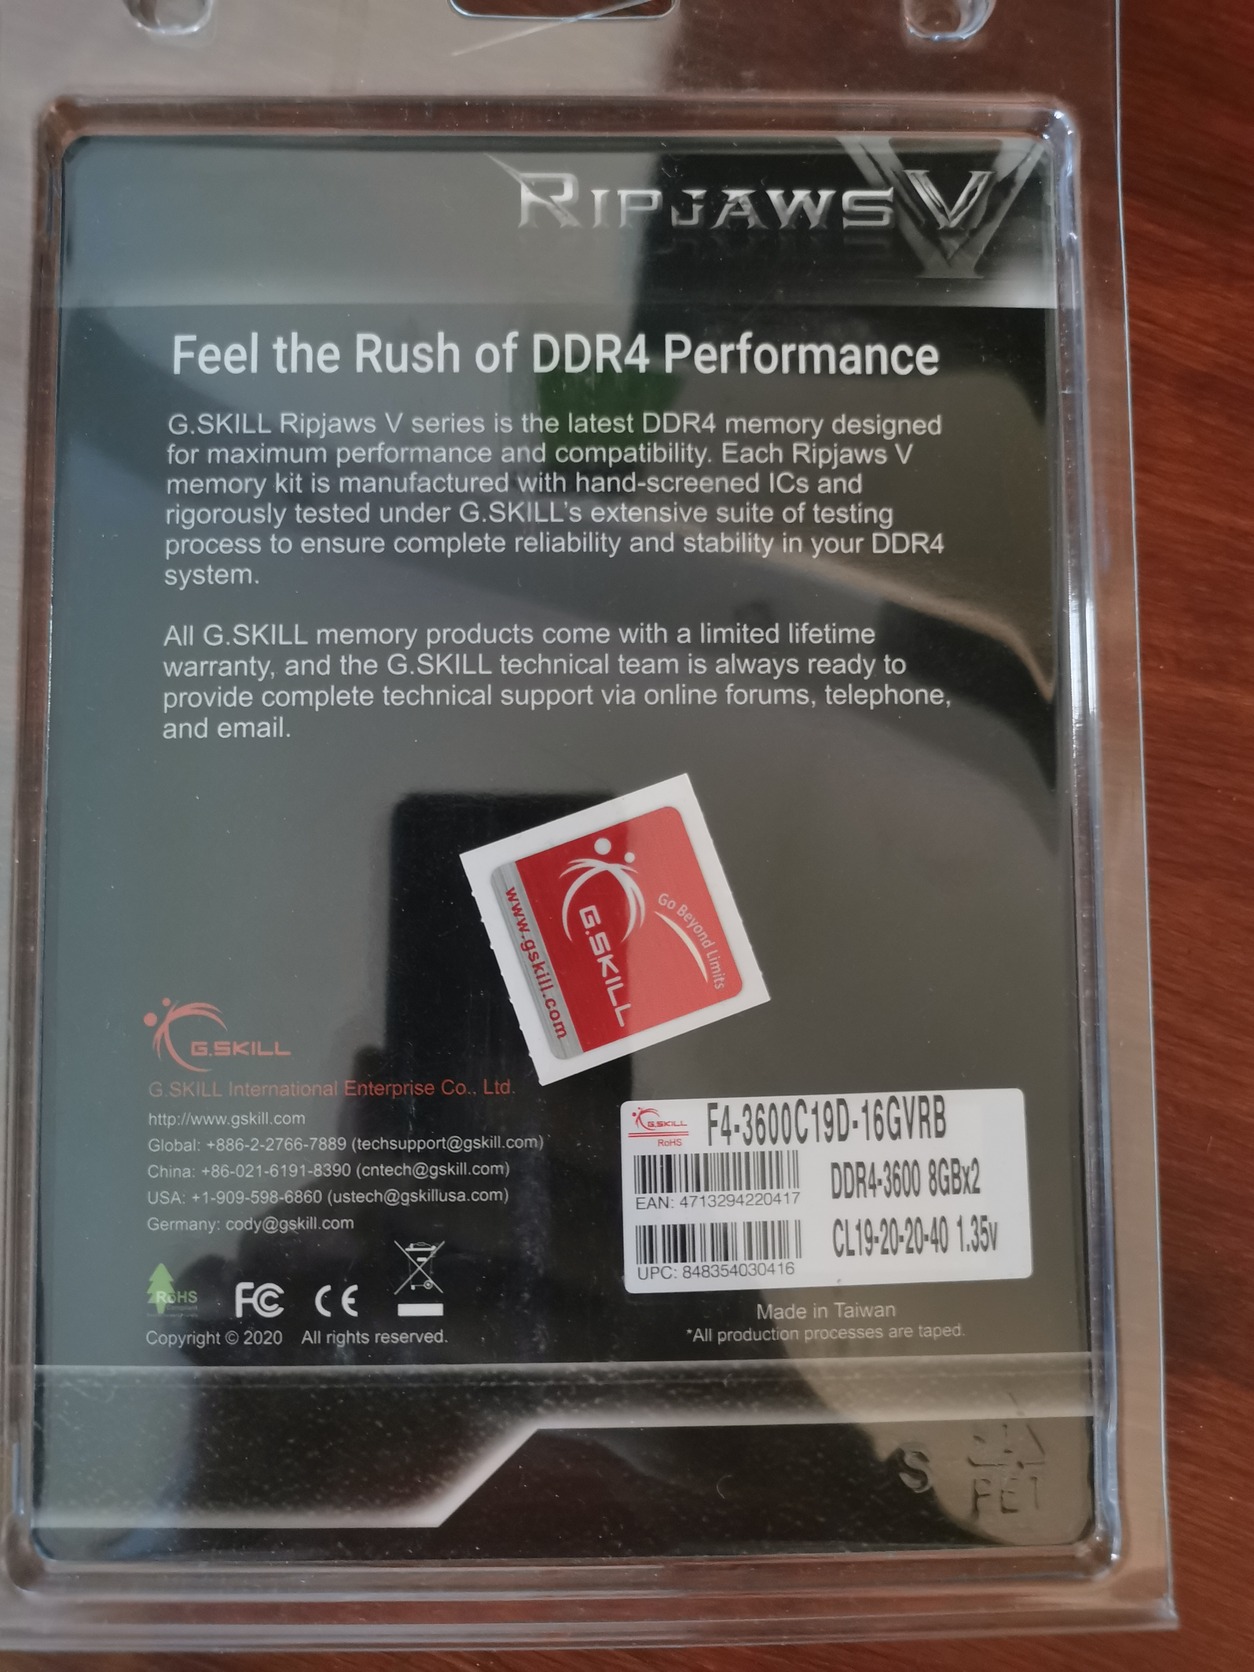 RIPJAWS V
Feel the Rush of DDR4 Performance
G.SKILL Ripjaws V series is the latest DDR4 memory designed
for maximum performance and compatibility. Each Ripjaws V
memory kit is manufactured with hand-screened ICs and
rigorously tested under G.SKILL's extensive suite of testing
process to ensure complete reliability and stability in your DDR4
system.
All G.SKILL memory products come with a limited lifetime
warranty, and the G.SKILL technical team is always ready to
provide complete technical support via online forums, telephone,
and email.
Go Beyond Limits
G.SKILL
www.gskill.com
G.SKILL
G.SKILL International Enterprise Co., Ltd.
http://www.gskill.com
Global: +886-2-2766-7889 (techsupport@gskill.com)
China: +86-021-6191-8390 (cntech@gskill.com)
USA: +1-909-598-6860 (ustech@gskillusa.com)
Germany: cody@gskill.com
RoHS
Compliant
FC CE
Copyright © 2020 All rights reserved.
G.SKILL
RoHS
F4-3600C19D-16GVRB
EAN: 4713294220417
DDR4-3600 8GBx2
UPC: 848354030416
CL19-20-20-40 1.35v
Made in Taiwan
*All production processes are taped.
S
PET